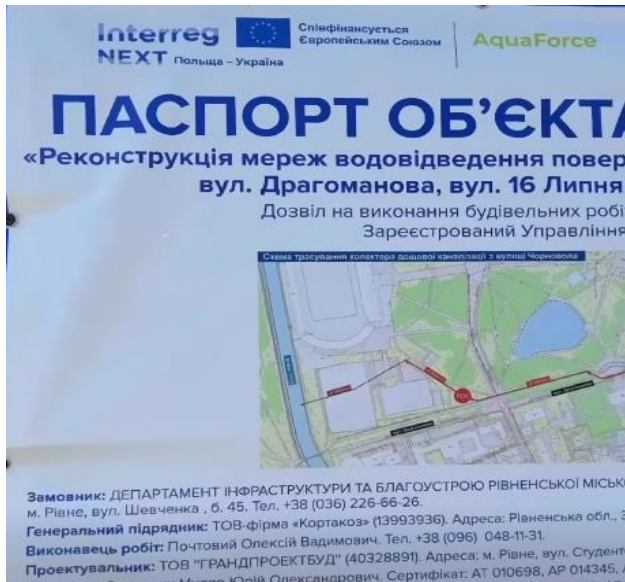 Interreg
Співфінансується
Європейським Союзом
AquaForce
NEXT Польща – Україна
ПАСПОРТ ОБ'ЄКТА
«Реконструкція мереж водовідведення повер
вул. Драгоманова, вул. 16 Липня
Дозвіл на виконання будівельних робі
Зареєстрований Управління
Схема трасування колектора дощової каналізації з вулиці Чорновола
Замовник: ДЕПАРТАМЕНТ ІНФРАСТРУКТУРИ ТА БЛАГОУСТРОЮ РІВНЕНСЬКОЇ МІСЬКО
м. Рівне, вул. Шевченка , б. 45. Тел. +38 (036) 226-66-26.
Генеральний підрядник: ТОВ-фірма «Кортакоз» (13993936). Адреса: Рівненська обл., З
Виконавець робіт: Почтовий Олексій Вадимович. Тел. +38 (096) 048-11-31.
Проектувальник: ТОВ "ГРАНДПРОЕКТБУД" (40328891). Адреса: м. Рівне, вул. Студент
Юрій Олександрович. Сертифікат: АТ 010698, АР 014345, А